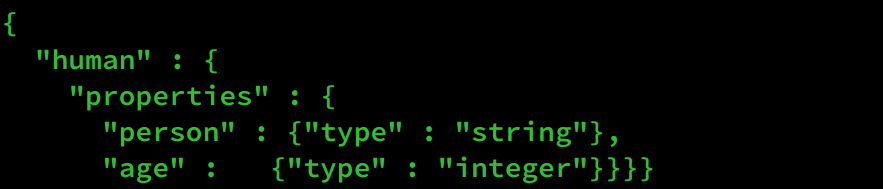 {
  "human" : {
    "properties" : {
      "person" : {"type" : "string"},
      "age" :   {"type" : "integer"}}}}